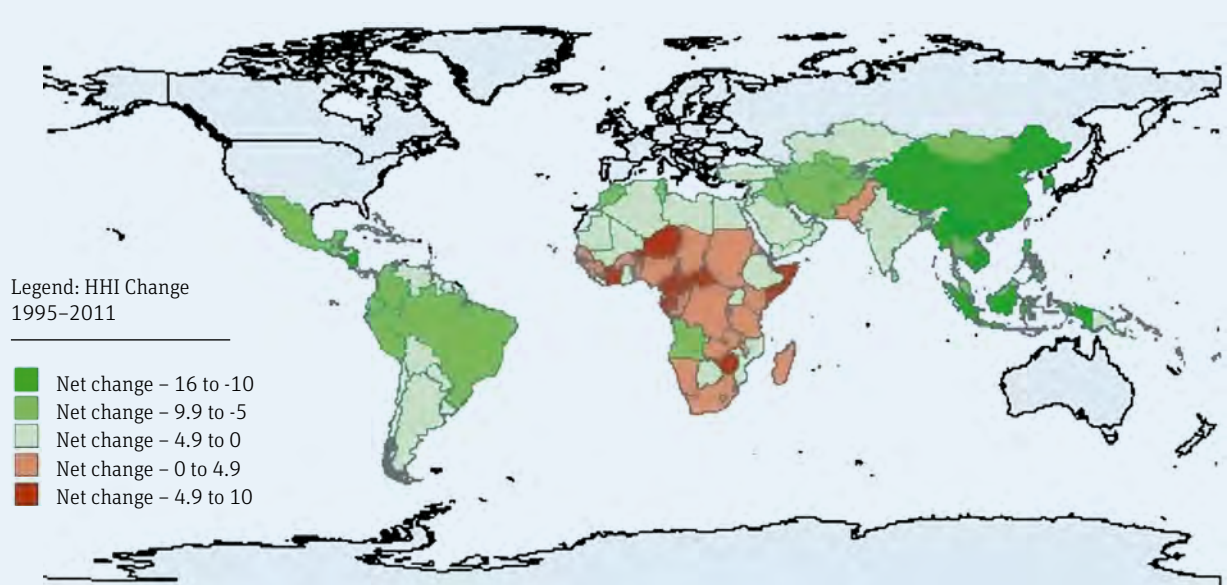 Legend: HHI Change
1995–2011
Net change – 16 to -10
Net change – 9.9 to -5
Net change – 4.9 to 0
Net change – 0 to 4.9
Net change – 4.9 to 10